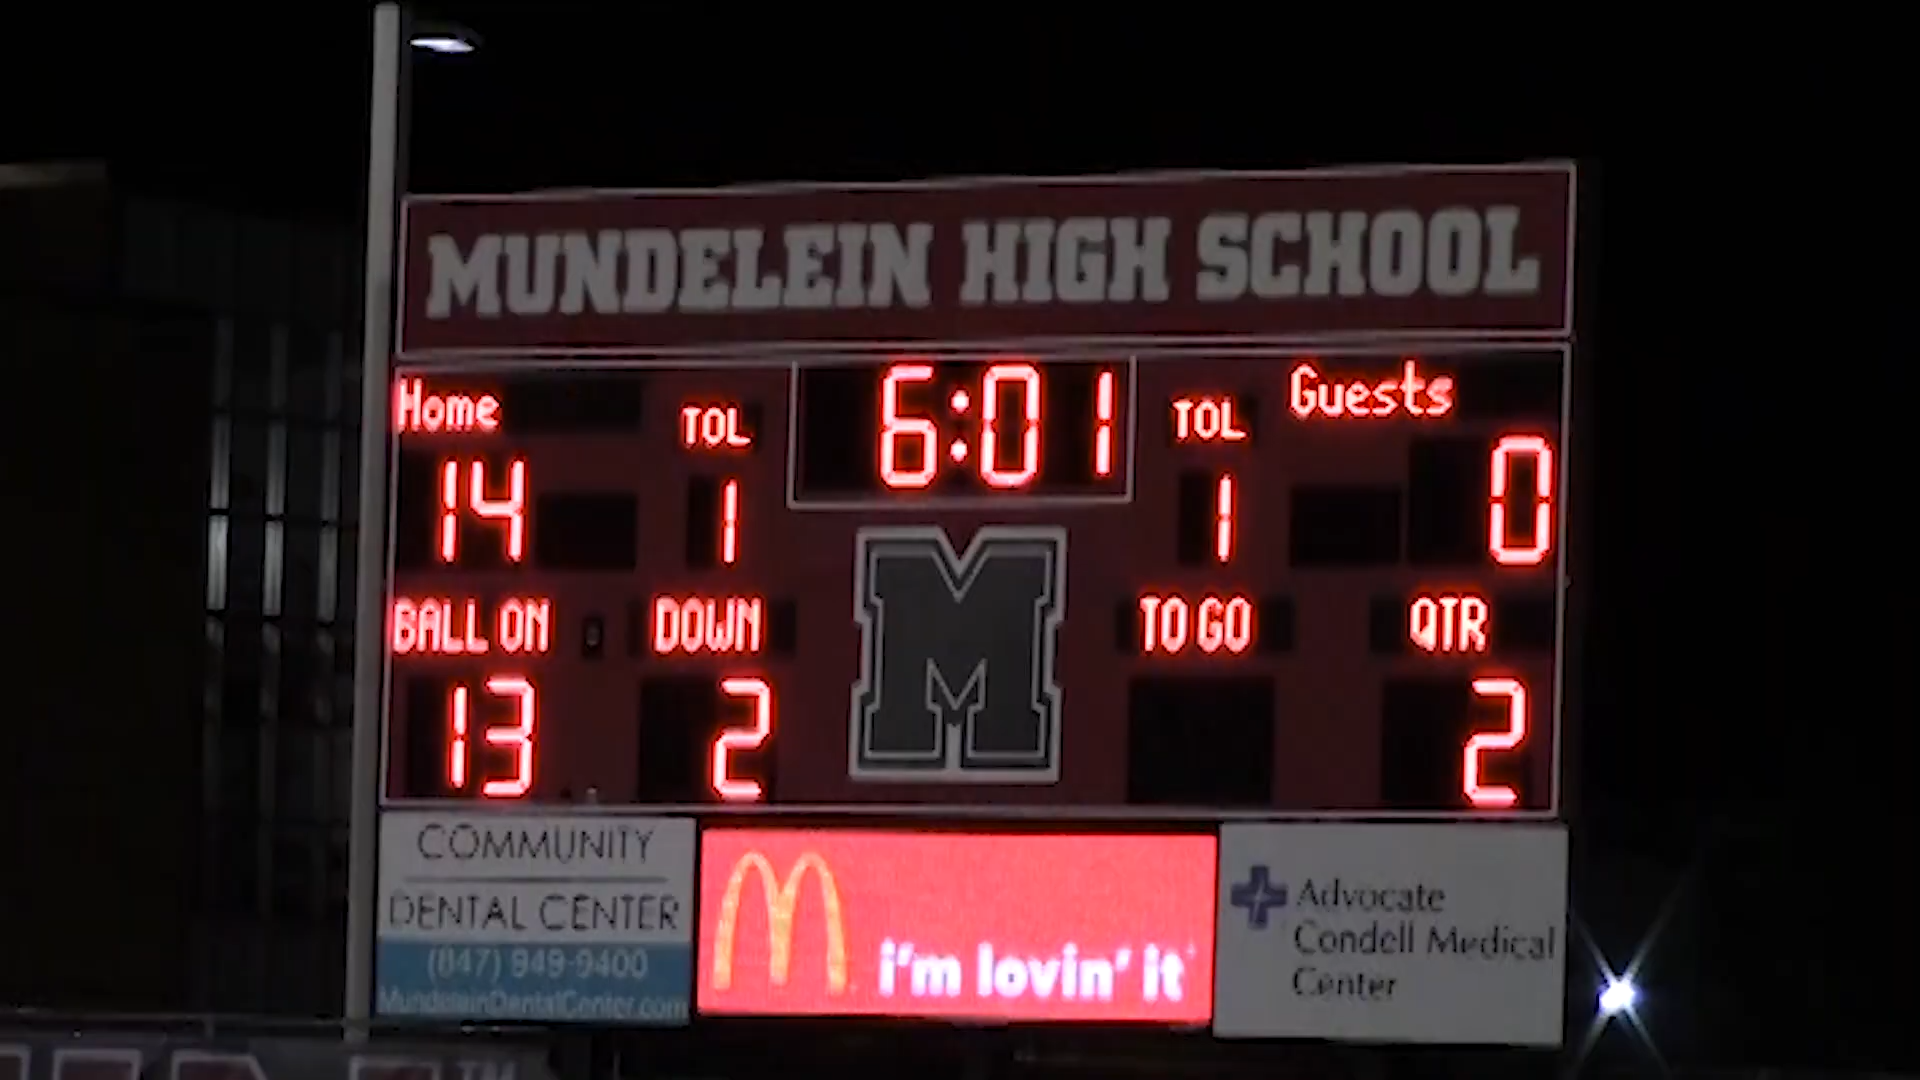 MUNDELEIN HIGH SCHOOL
Home TOL 6:01 TOL Guests
14 1 1 0
BALL ON DOWN M TO GO QTR
13 2 2
COMMUNITY
DENTAL CENTER
(847) 949-9400
MundeleinDentalCenter.com
M
i'm lovin' it
Advocate
Condell Medical
Center